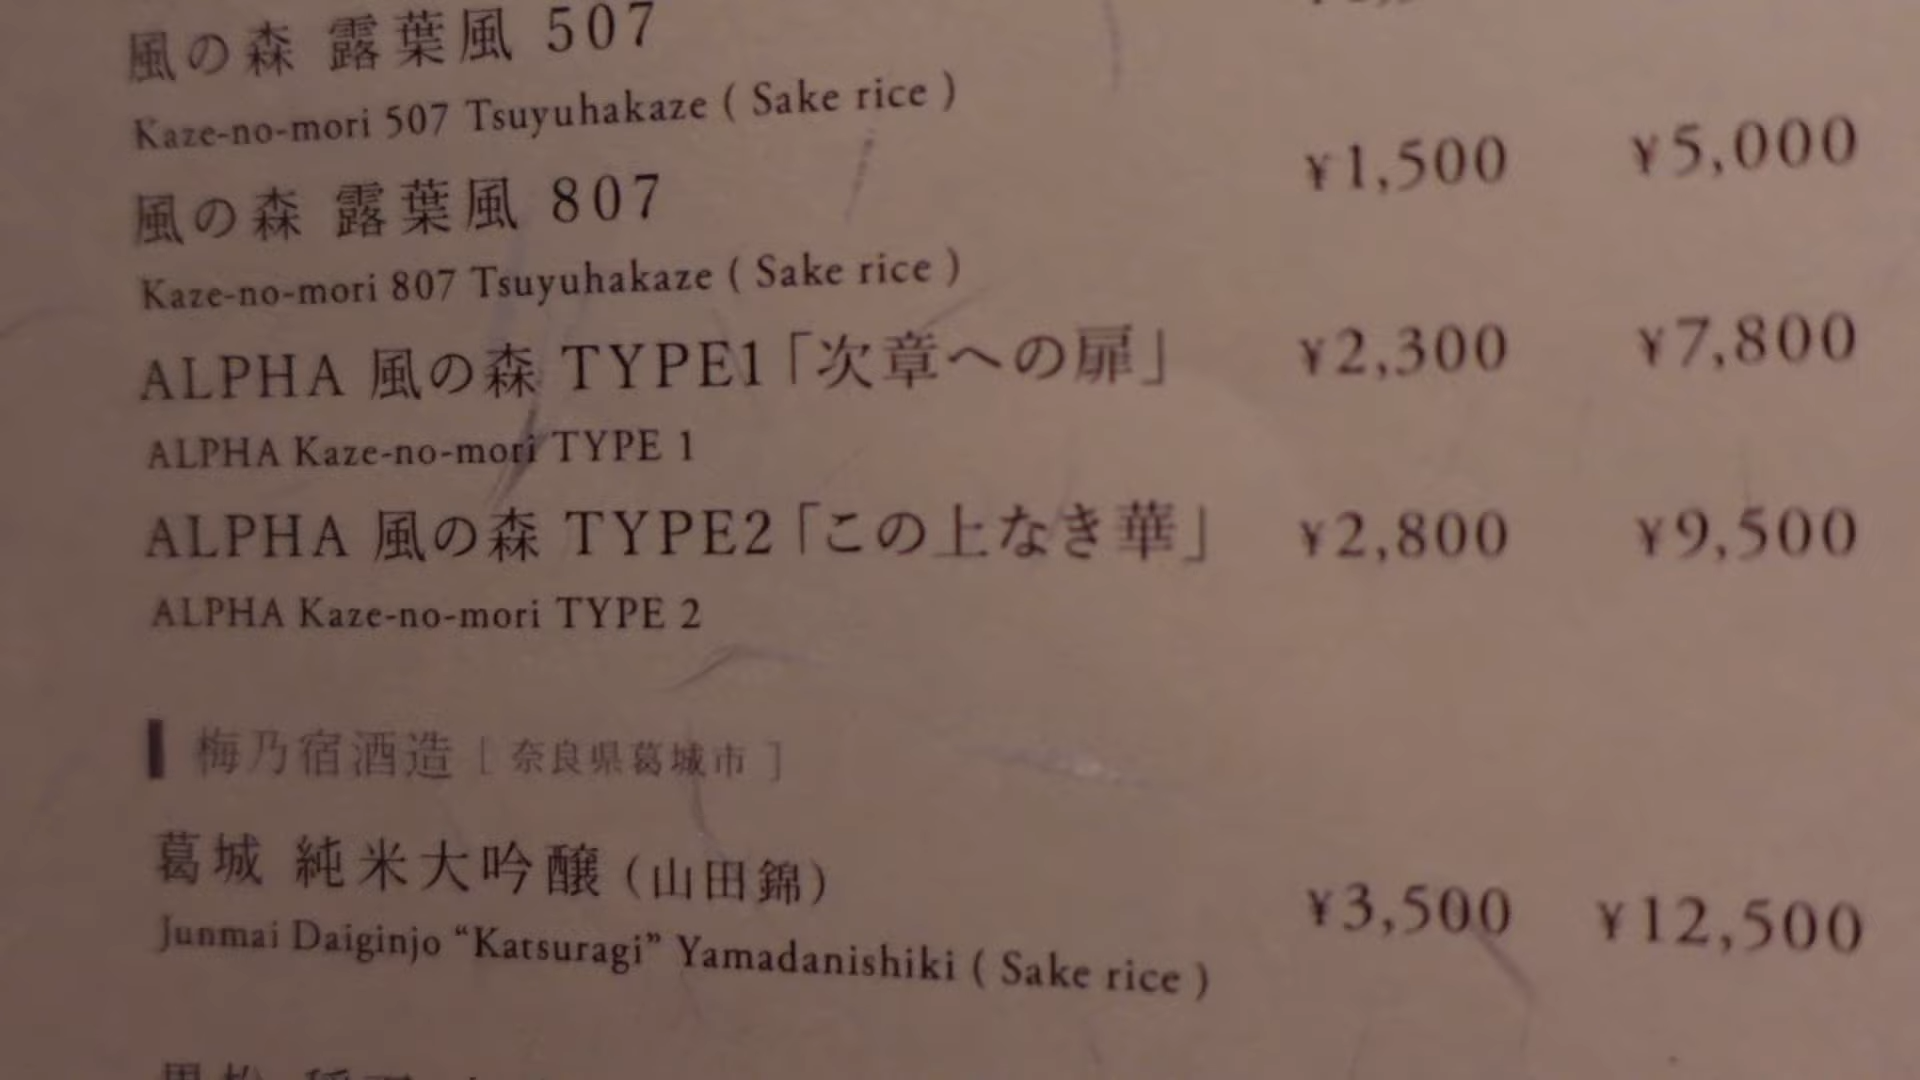 風の森 露葉風 507
Kaze-no-mori 507 Tsuyuhakaze ( Sake rice )
風の森 露葉風 807 ¥1,500 ¥5,000
Kaze-no-mori 807 Tsuyuhakaze ( Sake rice )
ALPHA 風の森 TYPE1「次章への扉」 ¥2,300 ¥7,800
ALPHA Kaze-no-mori TYPE 1
ALPHA 風の森 TYPE2「この上なき華」 ¥2,800 ¥9,500
ALPHA Kaze-no-mori TYPE 2
梅乃宿酒造 [ 奈良県葛城市 ]
葛城 純米大吟醸 (山田錦) ¥3,500 ¥12,500
Junmai Daiginjo “Katsuragi” Yamadanishiki ( Sake rice )